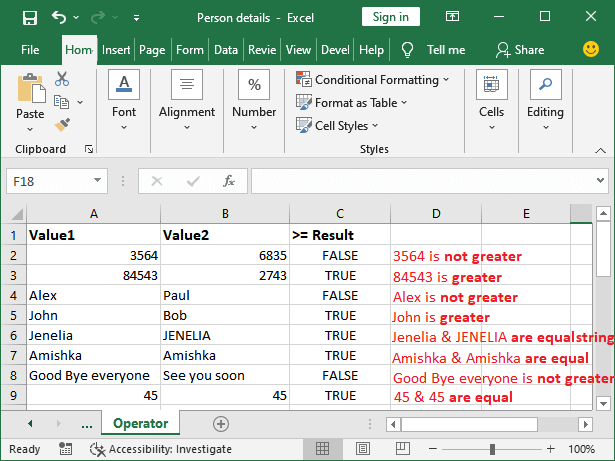 Person details - Excel
Sign in
File Hom Insert Page Form Data Revie View Devel Help Tell me Share
Paste
Font
Alignment
Number
%
Conditional Formatting
Format as Table
Cell Styles
Cells
Editing
Clipboard
Styles
F18 fx
A B C D E
1 Value1 Value2 >= Result
2 3564 6835 FALSE 3564 is not greater
3 84543 2743 TRUE 84543 is greater
4 Alex Paul FALSE Alex is not greater
5 John Bob TRUE John is greater
6 Jenelia JENELIA TRUE Jenelia & JENELIA are equalstring
7 Amishka Amishka TRUE Amishka & Amishka are equal
8 Good Bye everyone See you soon FALSE Good Bye everyone is not greater
9 45 45 TRUE 45 & 45 are equal
... Operator
Ready Accessibility: Investigate 100%